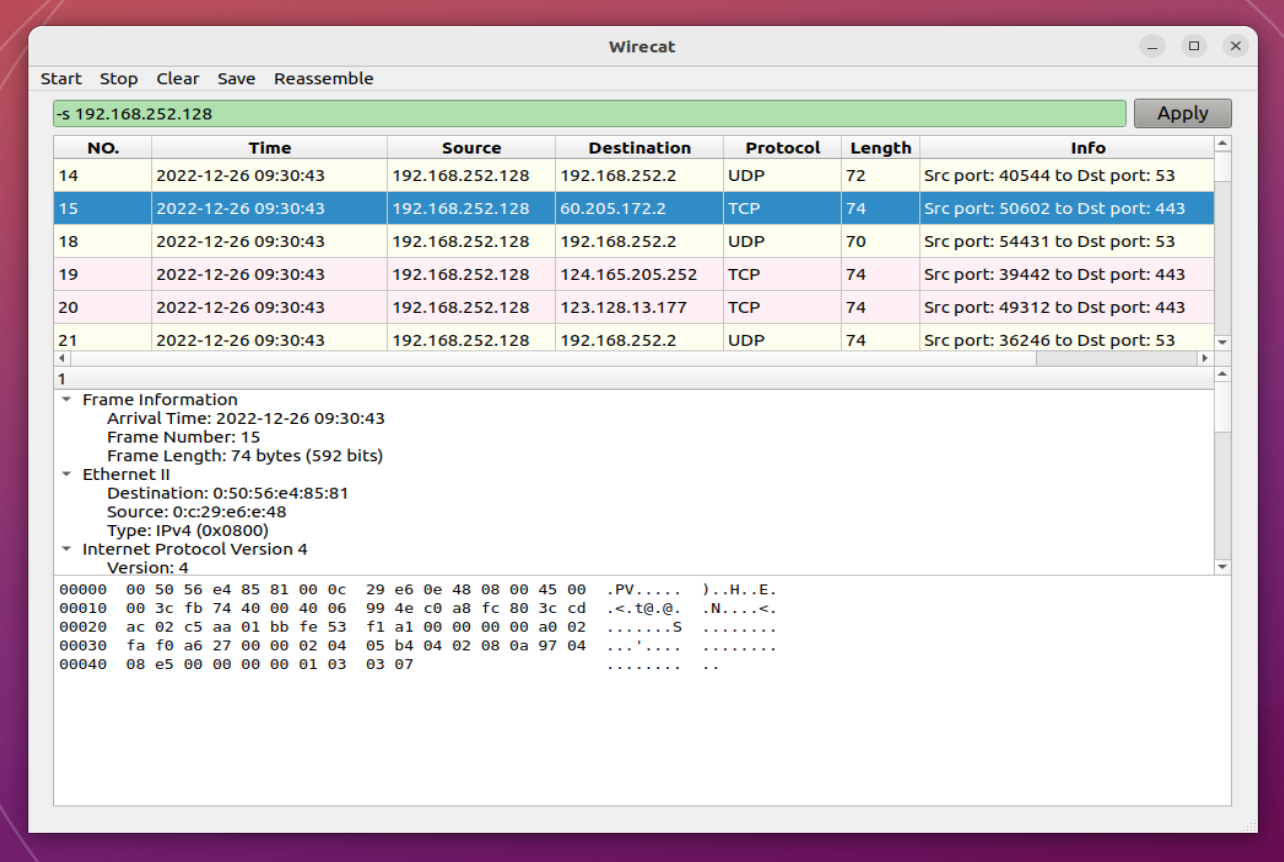 Wirecat
Start Stop Clear Save Reassemble
-s 192.168.252.128 Apply
NO. Time Source Destination Protocol Length Info
14 2022-12-26 09:30:43 192.168.252.128 192.168.252.2 UDP 72 Src port: 40544 to Dst port: 53
15 2022-12-26 09:30:43 192.168.252.128 60.205.172.2 TCP 74 Src port: 50602 to Dst port: 443
18 2022-12-26 09:30:43 192.168.252.128 192.168.252.2 UDP 70 Src port: 54431 to Dst port: 53
19 2022-12-26 09:30:43 192.168.252.128 124.165.205.252 TCP 74 Src port: 39442 to Dst port: 443
20 2022-12-26 09:30:43 192.168.252.128 123.128.13.177 TCP 74 Src port: 49312 to Dst port: 443
21 2022-12-26 09:30:43 192.168.252.128 192.168.252.2 UDP 74 Src port: 36246 to Dst port: 53
1
Frame Information
Arrival Time: 2022-12-26 09:30:43
Frame Number: 15
Frame Length: 74 bytes (592 bits)
Ethernet II
Destination: 0:50:56:e4:85:81
Source: 0:c:29:e6:e:48
Type: IPv4 (0x0800)
Internet Protocol Version 4
Version: 4
00000 00 50 56 e4 85 81 00 0c 29 e6 0e 48 08 00 45 00 .PV..... )..H..E.
00010 00 3c fb 74 40 00 40 06 99 4e c0 a8 fc 80 3c cd .<.t@.@. .N....<.
00020 ac 02 c5 aa 01 bb fe 53 f1 a1 00 00 00 00 a0 02 .......S ........
00030 fa f0 a6 27 00 00 02 04 05 b4 04 02 08 0a 97 04 ...'.... ........
00040 08 e5 00 00 00 00 01 03 03 07 ........ ..